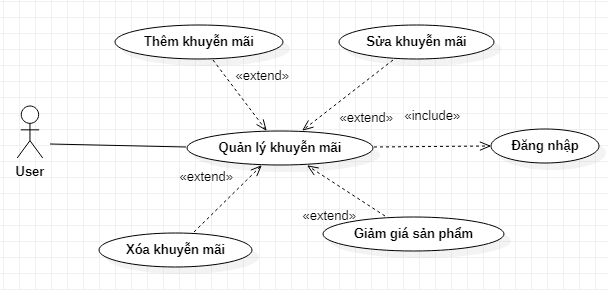 Thêm khuyễn mãi
Sửa khuyễn mãi
«extend»
«extend»
«include»
User
Quản lý khuyễn mãi
Đăng nhập
«extend»
«extend»
Xóa khuyễn mãi
Giảm giá sản phẩm